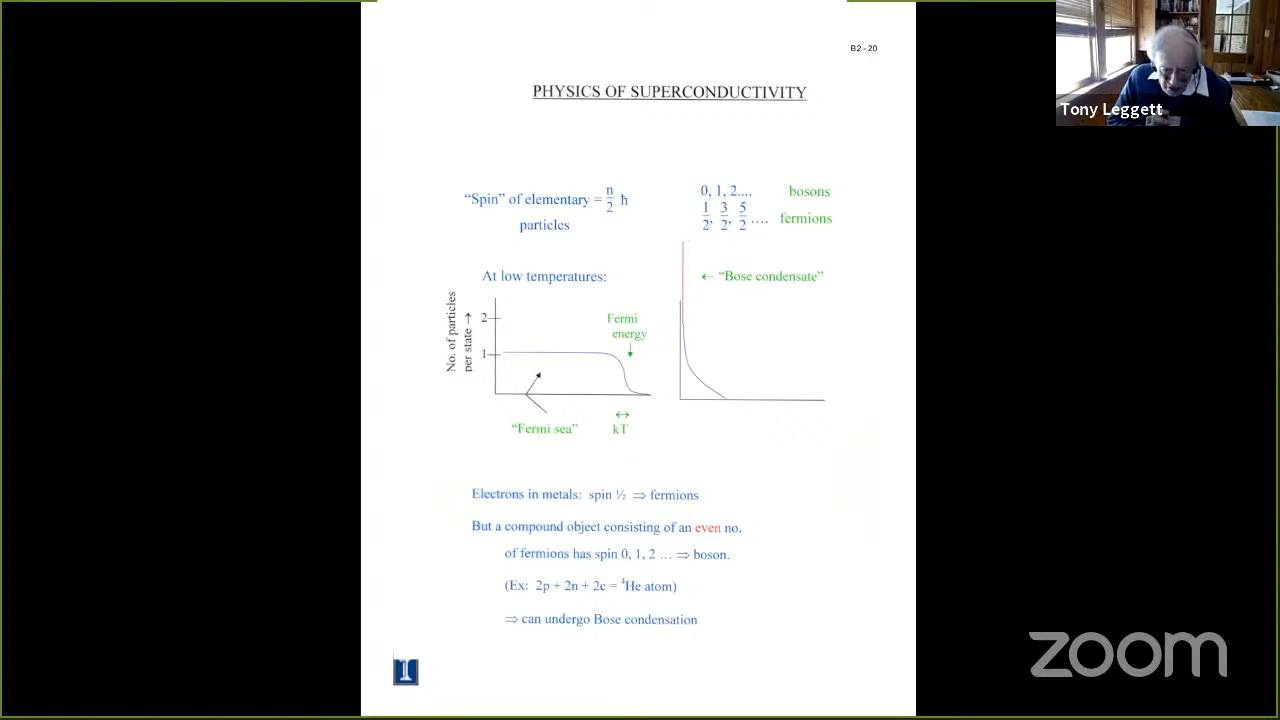 B2 - 20
PHYSICS OF SUPERCONDUCTIVITY
Tony Leggett
“Spin” of elementary = n/2 ħ
particles
0, 1, 2.... bosons
1/2, 3/2, 5/2 .... fermions
At low temperatures:
← “Bose condensate”
No. of particles
per state →
2
1
Fermi
energy
“Fermi sea”
↔
kT
Electrons in metals: spin ½ ⇒ fermions
But a compound object consisting of an even no.
of fermions has spin 0, 1, 2 ... ⇒ boson.
(Ex: 2p + 2n + 2c = ⁴He atom)
⇒ can undergo Bose condensation
I
zoom